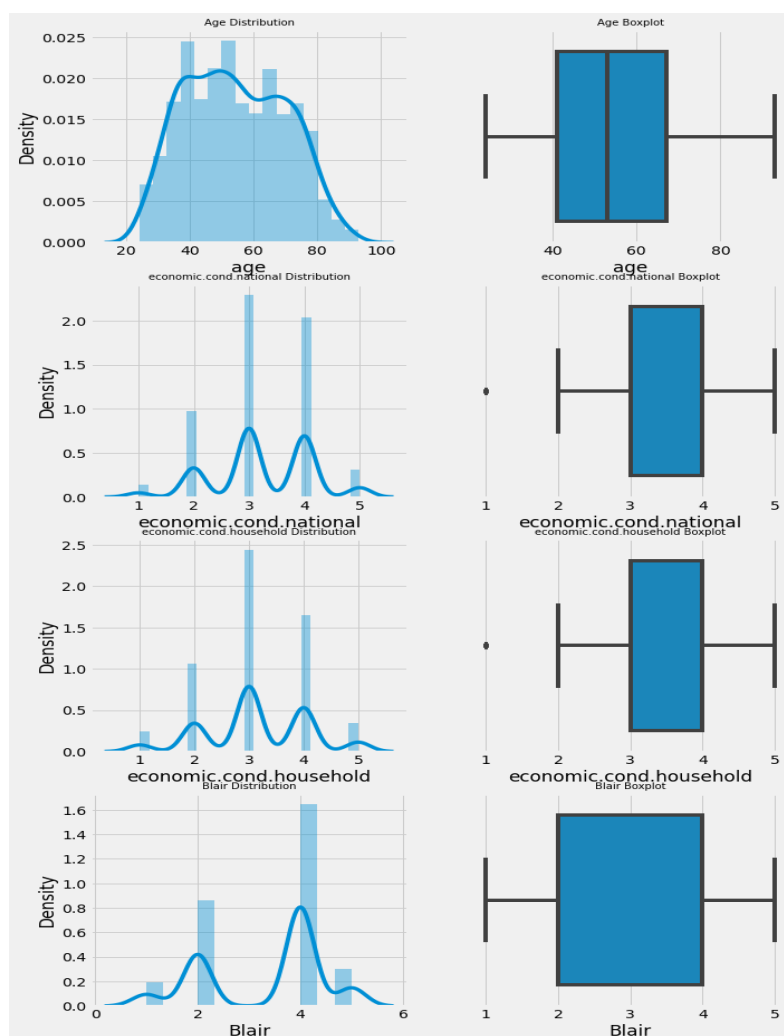 Age Distribution
Age Boxplot
0.025
0.020
0.015
0.010
0.005
0.000
Density
20 40 60 80 100
age
40 60 80
age
economic.cond.national Distribution
economic.cond.national Boxplot
2.0
1.5
1.0
0.5
0.0
Density
1 2 3 4 5
economic.cond.national
1 2 3 4 5
economic.cond.national
economic.cond.household Distribution
economic.cond.household Boxplot
2.5
2.0
1.5
1.0
0.5
0.0
Density
1 2 3 4 5
economic.cond.household
1 2 3 4 5
economic.cond.household
Blair Distribution
Blair Boxplot
1.6
1.4
1.2
1.0
0.8
0.6
0.4
0.2
0.0
Density
0 2 4 6
Blair
1 2 3 4 5
Blair